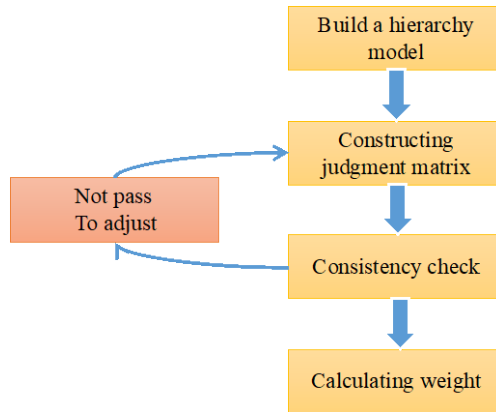 Build a hierarchy
model
Constructing
judgment matrix
Not pass
To adjust
Consistency check
Calculating weight